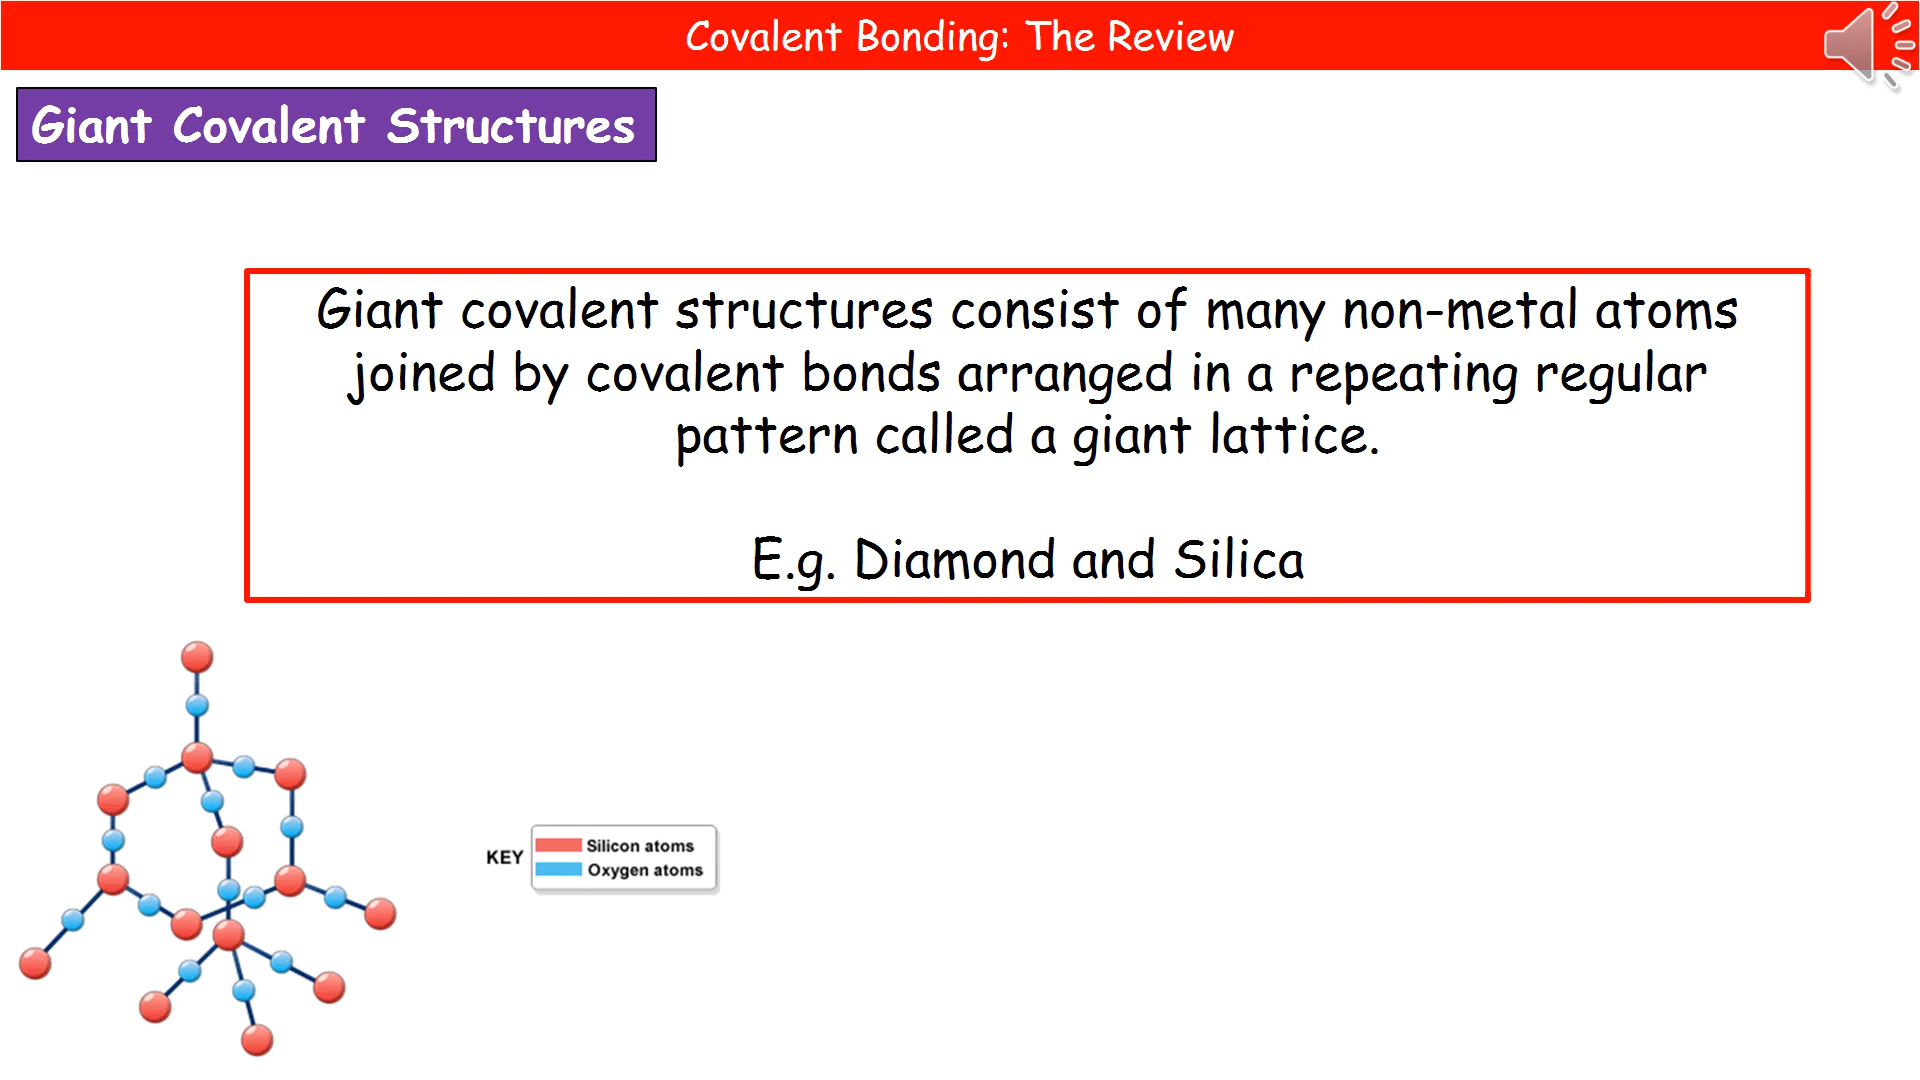 Covalent Bonding: The Review
Giant Covalent Structures
Giant covalent structures consist of many non-metal atoms
joined by covalent bonds arranged in a repeating regular
pattern called a giant lattice.
E.g. Diamond and Silica
KEY
Silicon atoms
Oxygen atoms